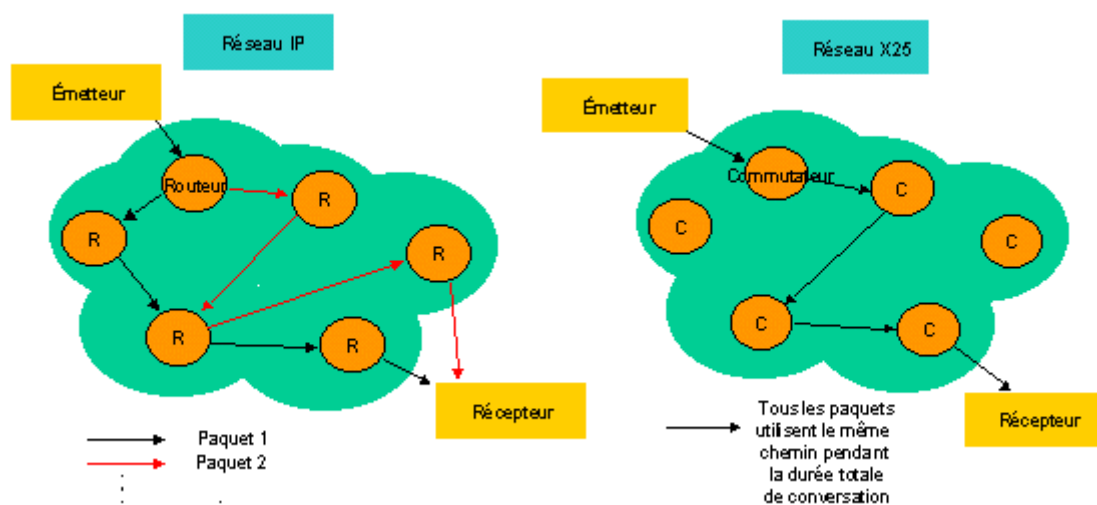 Réseau IP
Émetteur
Routeur
R
R
R
R
R
Récepteur
Paquet 1
Paquet 2
Réseau X25
Émetteur
Commutateur
C
C
C
C
C
Récepteur
Tous les paquets
utilisent le même
chemin pendant
la durée totale
de conversation